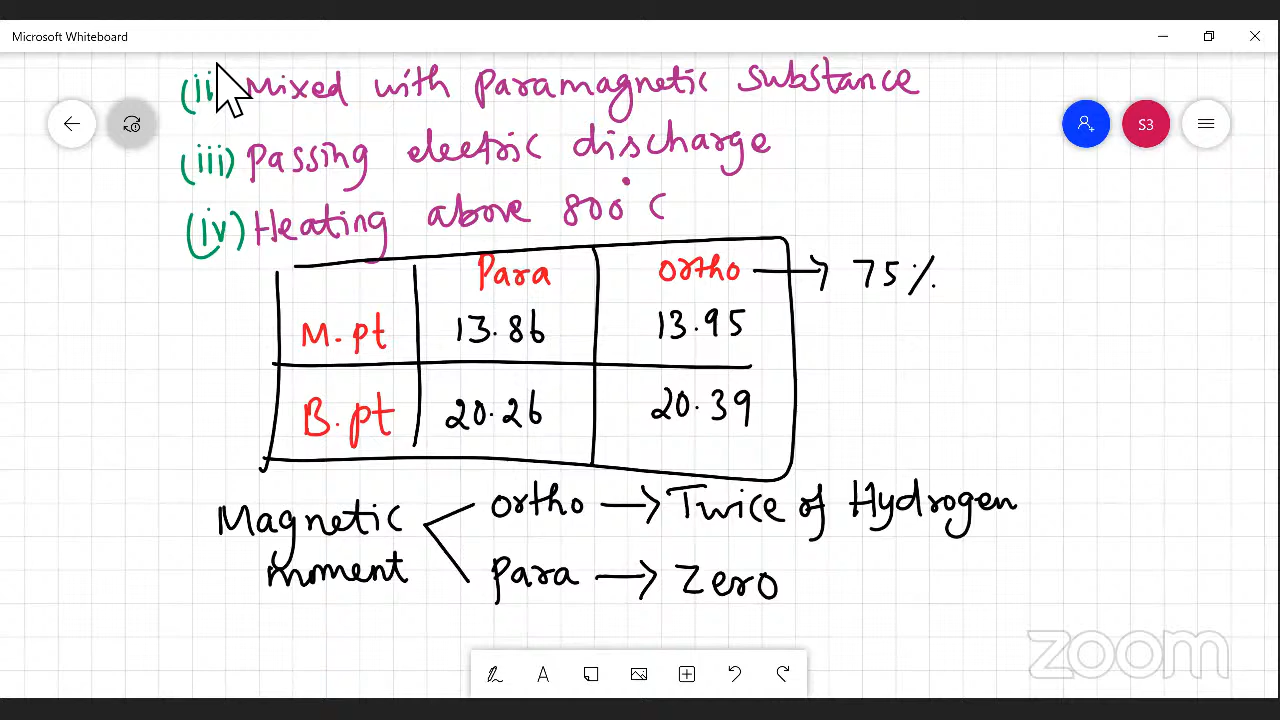 Microsoft Whiteboard
(ii Mixed with Paramagnetic Substance
(iii) Passing electric discharge
(iv) Heating above 800°C
Para Ortho → 75%
M.pt 13.86 13.95
B.pt 20.26 20.39
Magnetic moment
Ortho → Twice of Hydrogen
Para → Zero
S3
A
zoom